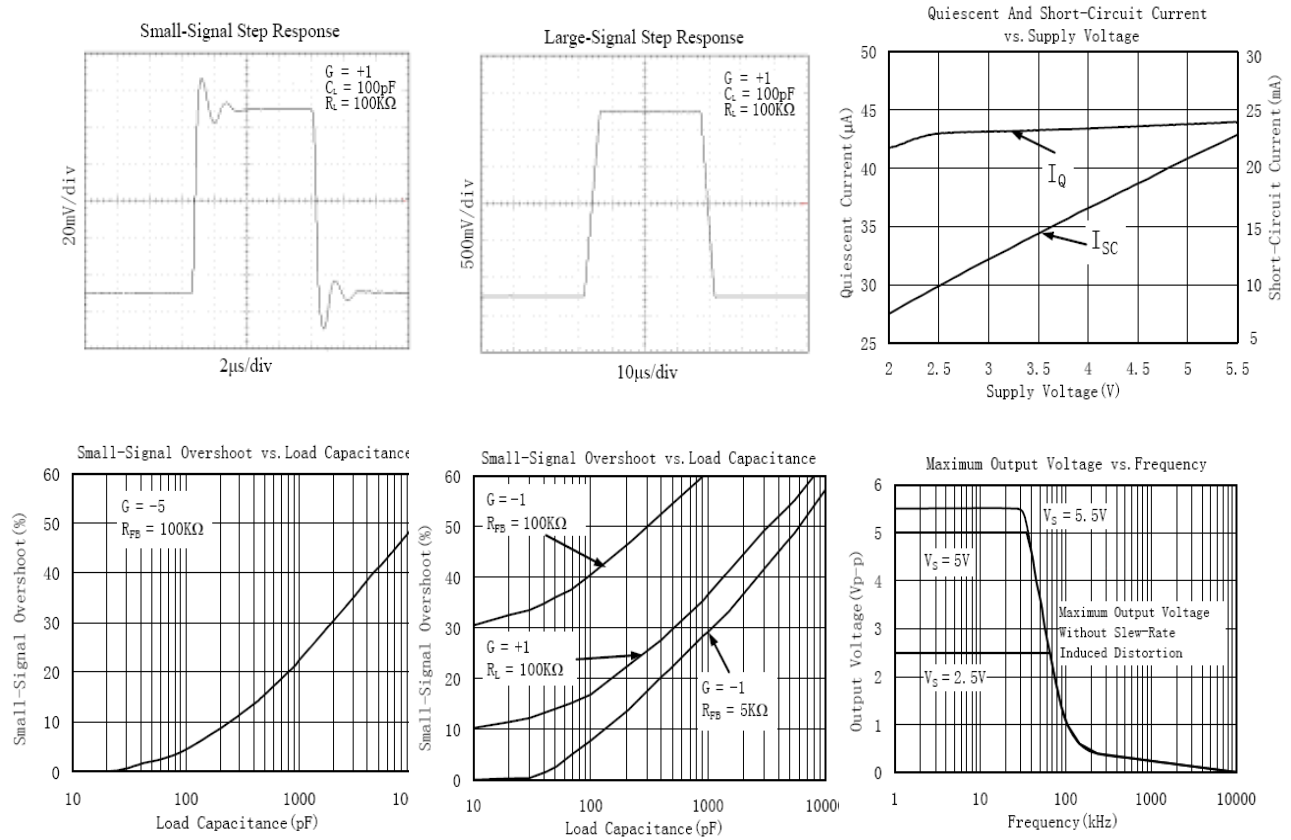 Small-Signal Step Response
G = +1
CL = 100pF
RL = 100KΩ
20mV/div
2μs/div
Large-Signal Step Response
G = +1
CL = 100pF
RL = 100KΩ
500mV/div
10μs/div
Quiescent And Short-Circuit Current
vs.Supply Voltage
50
45
40
35
30
25
Quiescent Current(μA)
30
25
20
15
10
5
Short-Circuit Current(mA)
IQ
ISC
2 2.5 3 3.5 4 4.5 5 5.5
Supply Voltage(V)
Small-Signal Overshoot vs.Load Capacitance
60
50
40
30
20
10
0
Small-Signal Overshoot(%)
G = -5
RFB = 100KΩ
10 100 1000 10
Load Capacitance(pF)
Small-Signal Overshoot vs.Load Capacitance
60
50
40
30
20
10
0
Small-Signal Overshoot(%)
G = -1
RFB = 100KΩ
G = +1
RL = 100KΩ
G = -1
RFB = 5KΩ
10 100 1000 10000
Load Capacitance(pF)
Maximum Output Voltage vs.Frequency
6
5
4
3
2
1
0
Output Voltage(Vp-p)
VS = 5.5V
VS = 5V
VS = 2.5V
Maximum Output Voltage
Without Slew-Rate
Induced Distortion
1 10 100 1000 10000
Frequency(kHz)